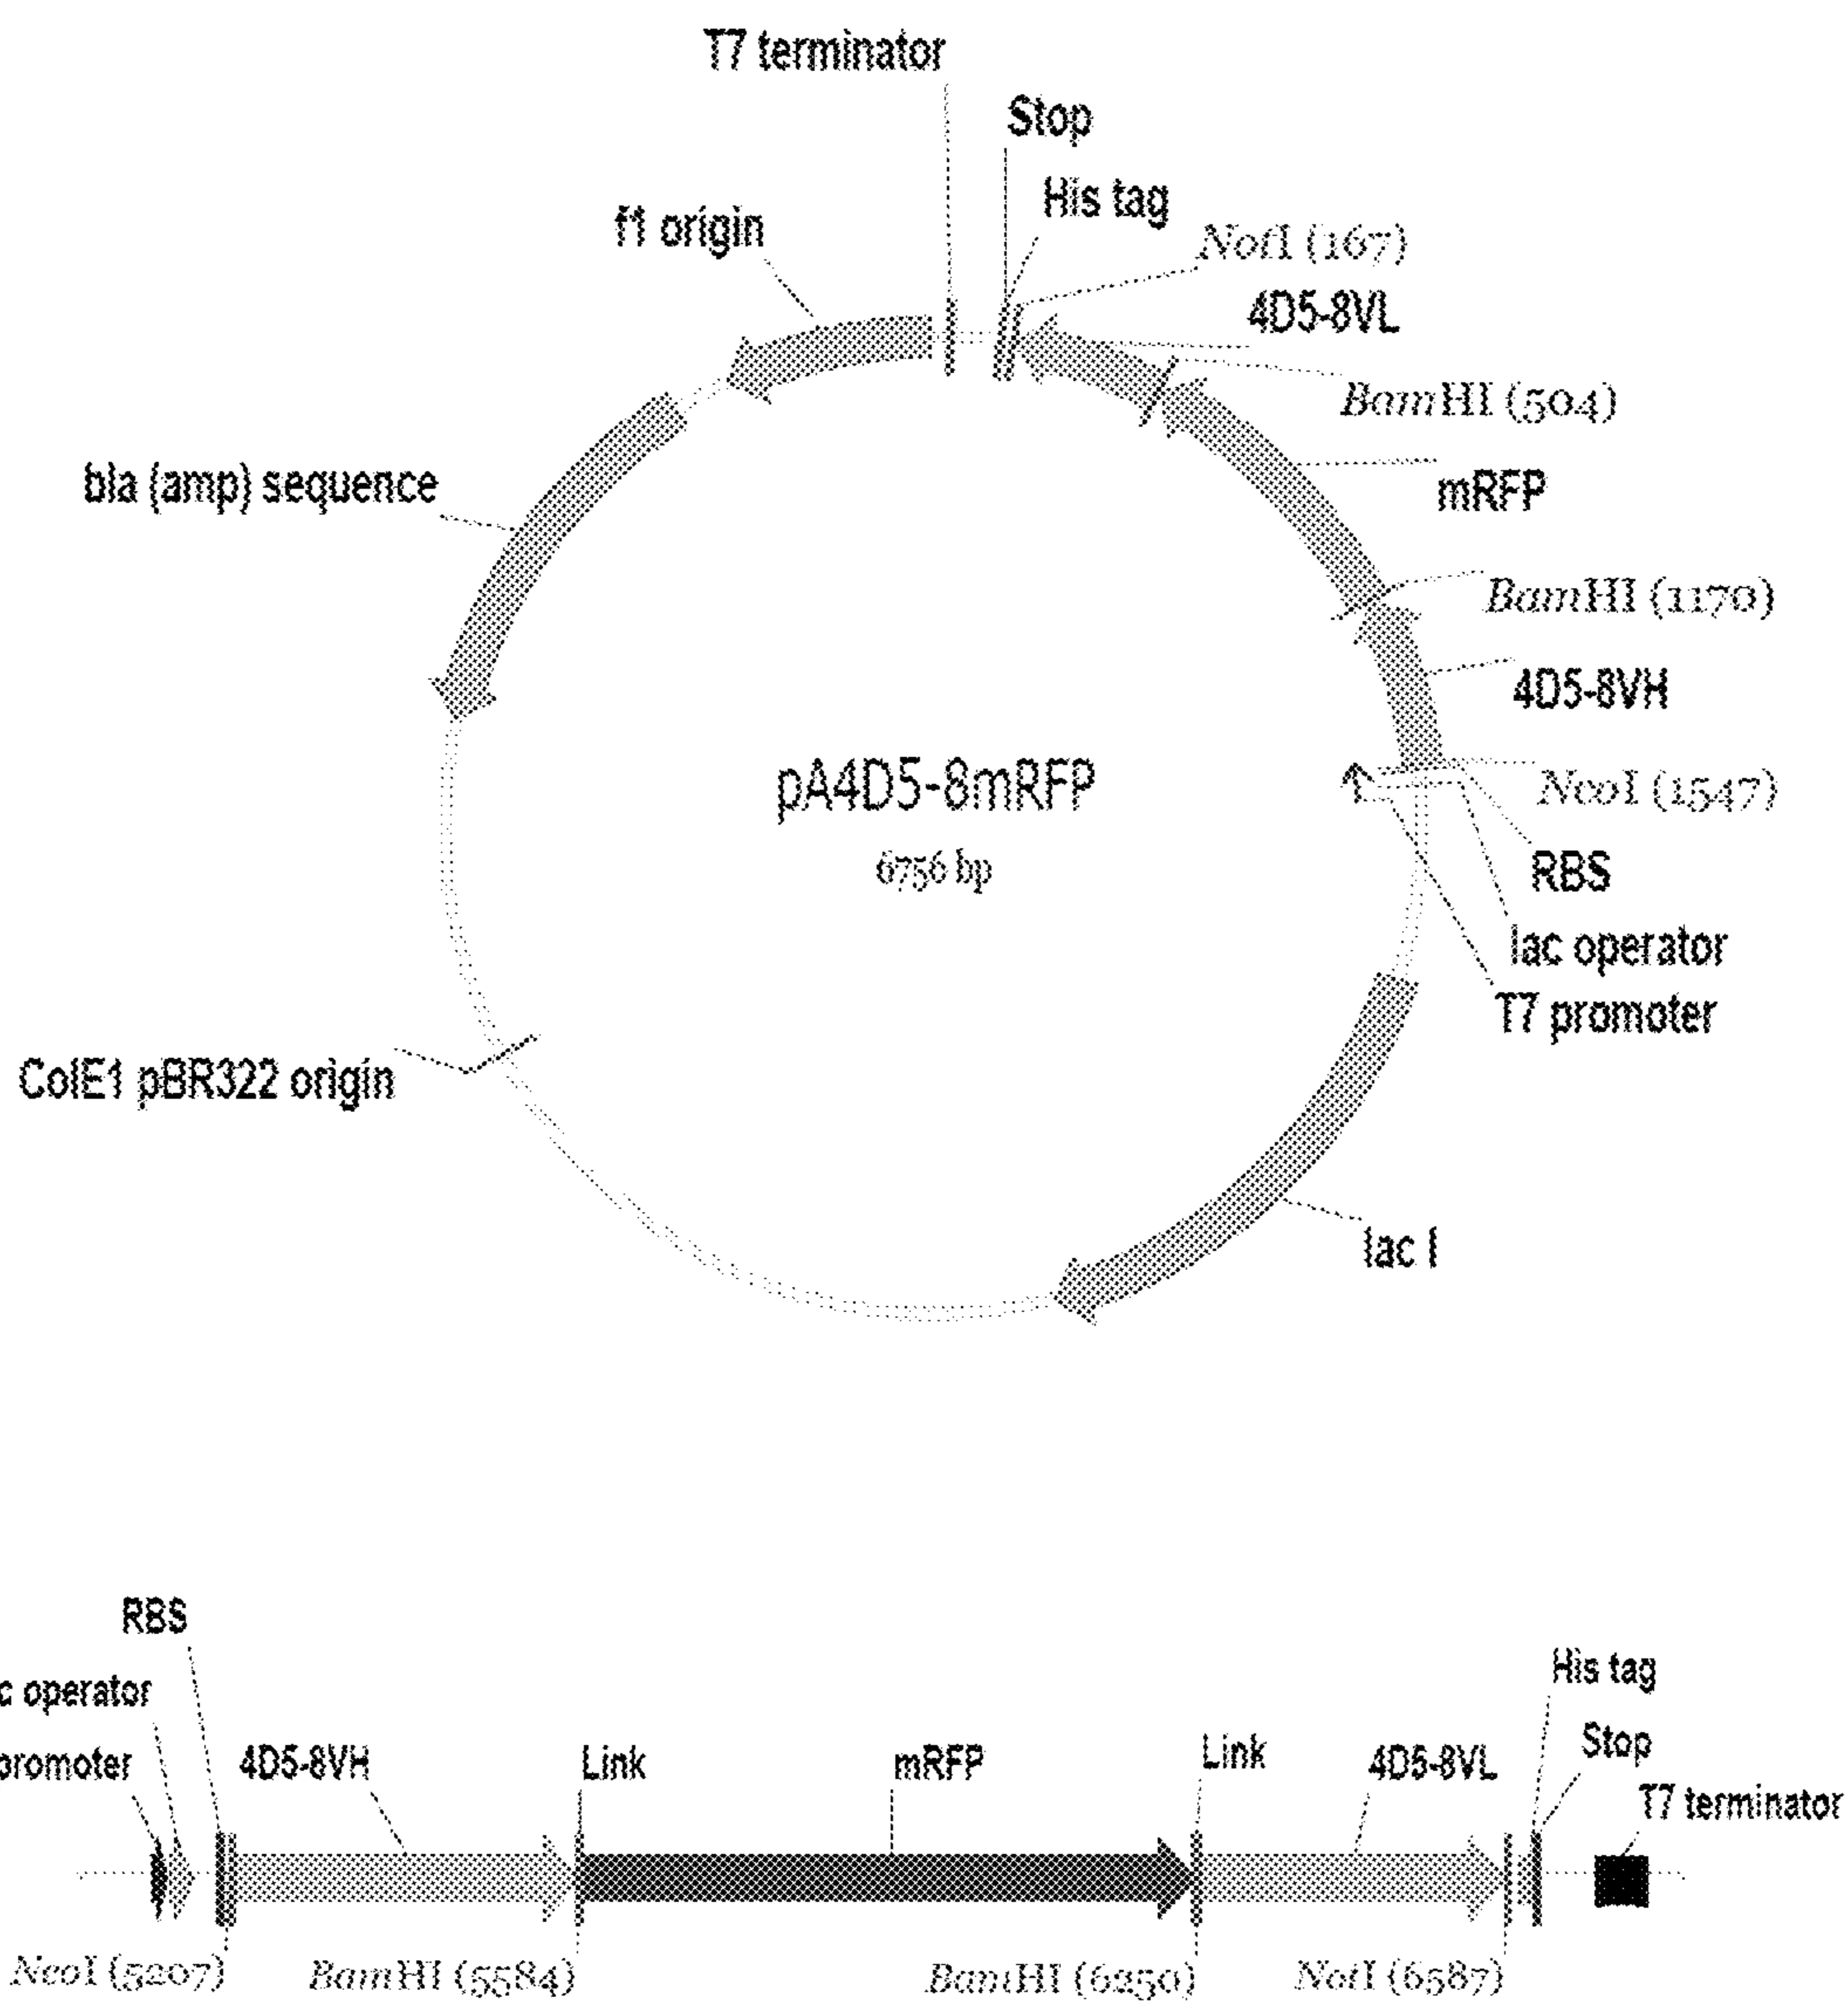 T7 terminator
Stop
His tag
f1 origin
NotI (167)
4D5-8VL
BamHI (504)
bla (amp) sequence
mRFP
BamHI (1170)
4D5-8VH
pA4D5-8mRFP
NcoI (1547)
6756 bp
RBS
lac operator
T7 promoter
ColE1 pBR322 origin
lac I
RBS
His tag
c operator
Stop
promoter
4D5-8VH
Link
mRFP
Link
4D5-8VL
T7 terminator
NcoI (5207)
BamHI (5584)
BamHI (6250)
NotI (6587)